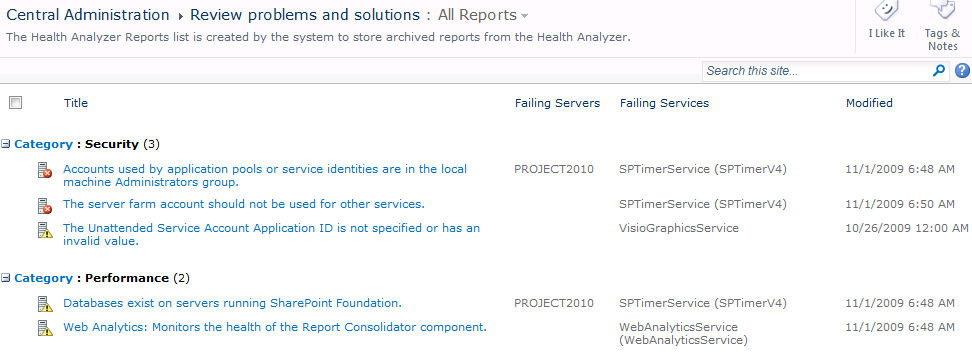 Central Administration ▸ Review problems and solutions : All Reports
The Health Analyzer Reports list is created by the system to store archived reports from the Health Analyzer.
I Like It
Tags &
Notes
Search this site...
?
Title Failing Servers Failing Services Modified
Category : Security (3)
Accounts used by application pools or service identities are in the local PROJECT2010 SPTimerService (SPTimerV4) 11/1/2009 6:48 AM
machine Administrators group.
The server farm account should not be used for other services. SPTimerService (SPTimerV4) 11/1/2009 6:50 AM
The Unattended Service Account Application ID is not specified or has an VisioGraphicsService 10/26/2009 12:00 AM
invalid value.
Category : Performance (2)
Databases exist on servers running SharePoint Foundation. PROJECT2010 SPTimerService (SPTimerV4) 11/1/2009 6:48 AM
Web Analytics: Monitors the health of the Report Consolidator component. WebAnalyticsService 11/1/2009 6:48 AM
(WebAnalyticsService)